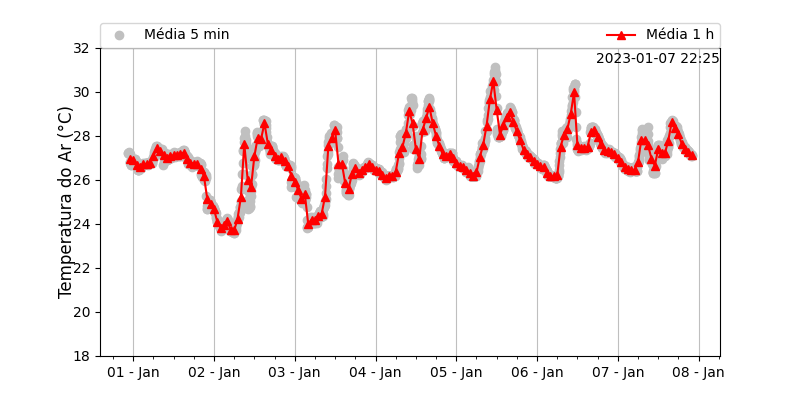 Média 5 min
Média 1 h
2023-01-07 22:25
Temperatura do Ar (°C)
32
30
28
26
24
22
20
18
01 - Jan
02 - Jan
03 - Jan
04 - Jan
05 - Jan
06 - Jan
07 - Jan
08 - Jan